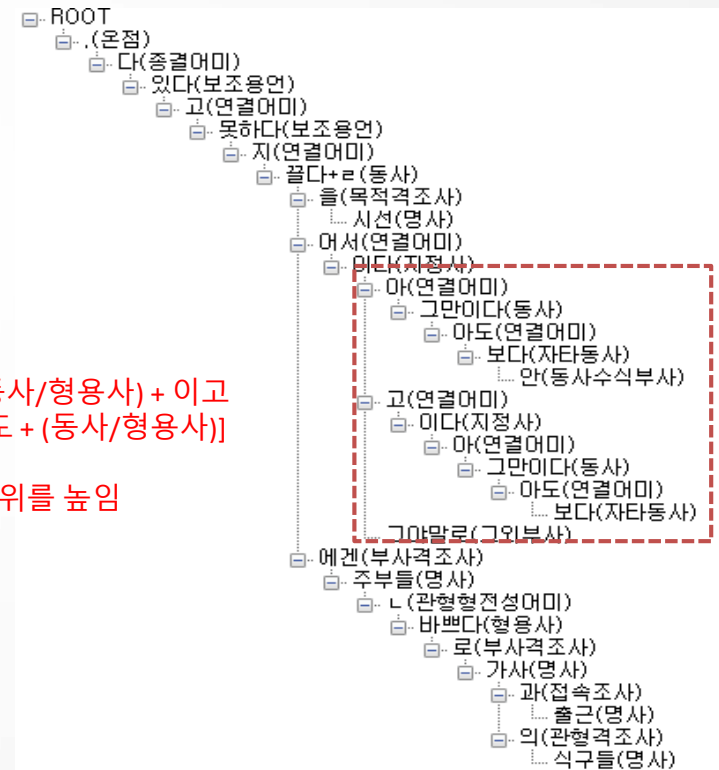 ROOT
.(온점)
다(종결어미)
있다(보조용언)
고(연결어미)
못하다(보조용언)
지(연결어미)
끌다+ㄹ(동사)
을(목적격조사)
시선(명사)
어서(연결어미)
이다(지정사)
아(연결어미)
그만이다(동사)
아도(연결어미)
보다(자타동사)
안(동사수식부사)
고(연결어미)
이다(지정사)
아(연결어미)
그만이다(동사)
아도(연결어미)
보다(자타동사)
그야말로(그외부사)
에겐(부사격조사)
주부들(명사)
ㄴ(관형형전성어미)
바쁘다(형용사)
로(부사격조사)
가사(명사)
과(접속조사)
출근(명사)
의(관형격조사)
식구들(명사)
사/형용사) + 이고
+ (동사/형용사)]
위를 높임